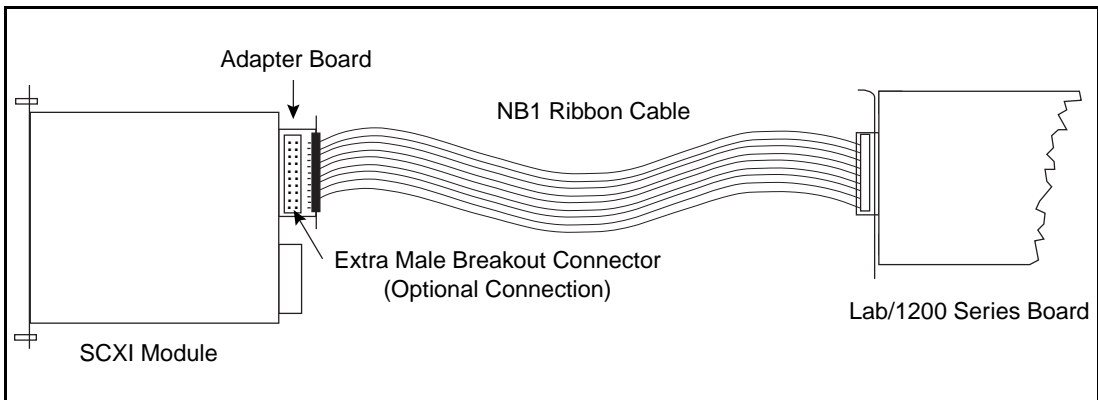 Adapter Board
NB1 Ribbon Cable
Extra Male Breakout Connector
(Optional Connection)
Lab/1200 Series Board
SCXI Module